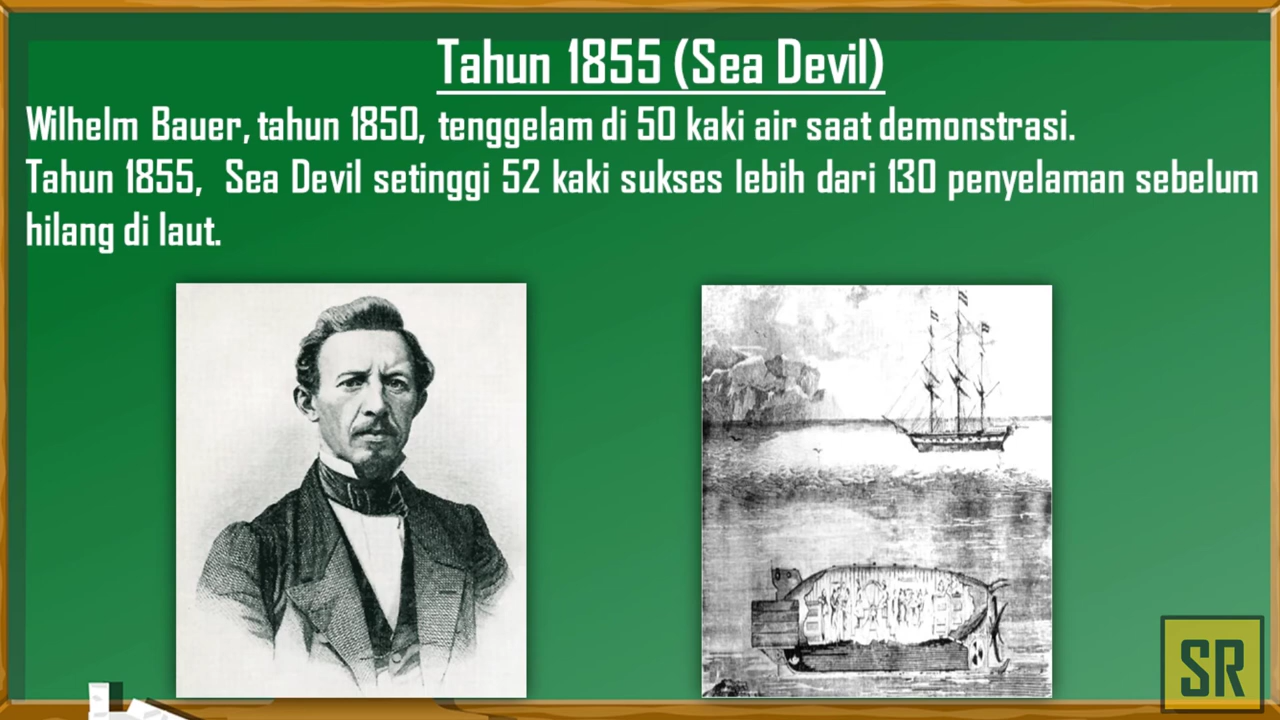 Tahun 1855 (Sea Devil)
Wilhelm Bauer, tahun 1850, tenggelam di 50 kaki air saat demonstrasi.
Tahun 1855, Sea Devil setinggi 52 kaki sukses lebih dari 130 penyelaman sebelum
hilang di laut.
SR